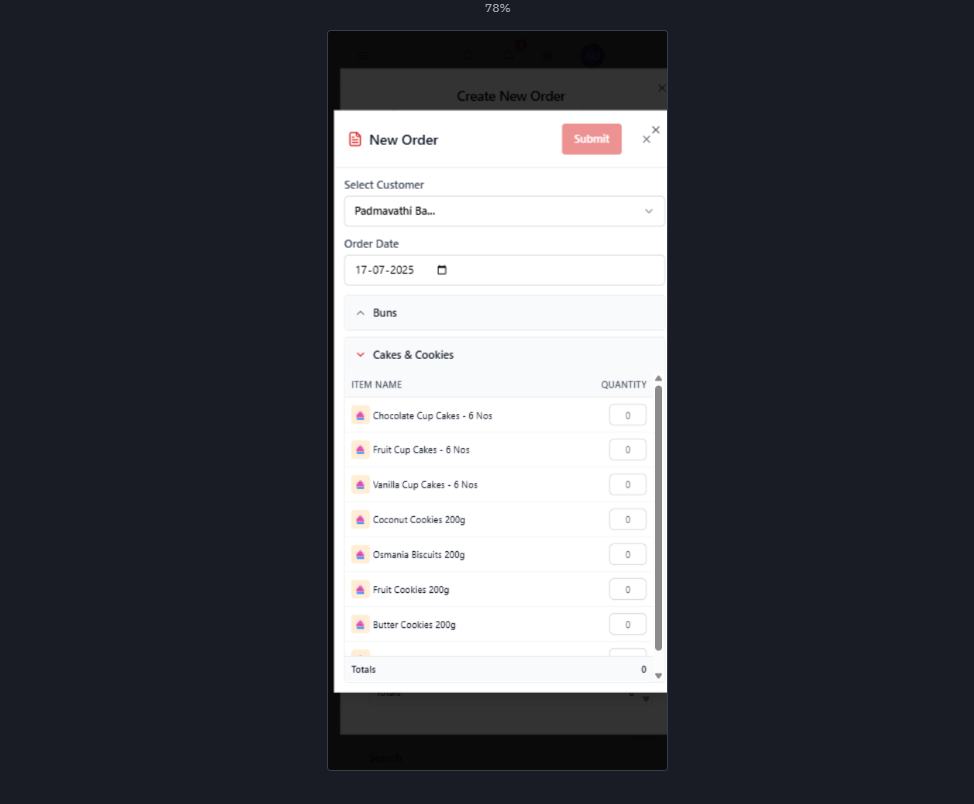 78%
Create New Order
New Order
Submit
Select Customer
Padmavathi Ba...
Order Date
17-07-2025
Buns
Cakes & Cookies
ITEM NAME QUANTITY
Chocolate Cup Cakes - 6 Nos 0
Fruit Cup Cakes - 6 Nos 0
Vanilla Cup Cakes - 6 Nos 0
Coconut Cookies 200g 0
Osmania Biscuits 200g 0
Fruit Cookies 200g 0
Butter Cookies 200g 0
Totals 0
Totals
Search